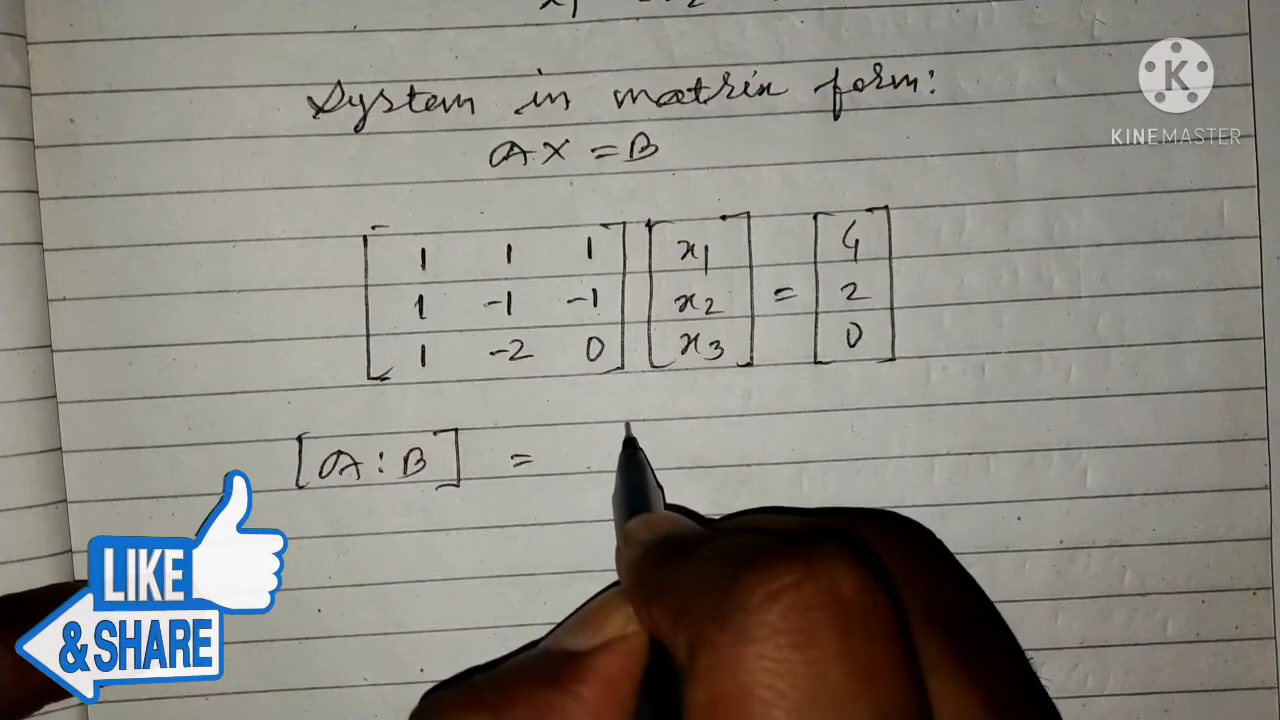 System in matrix form:
AX = B
1 1 1 x1 4
1 -1 -1 x2 = 2
1 -2 0 x3 0
[A : B] =
K
KINEMASTER
LIKE
& SHARE